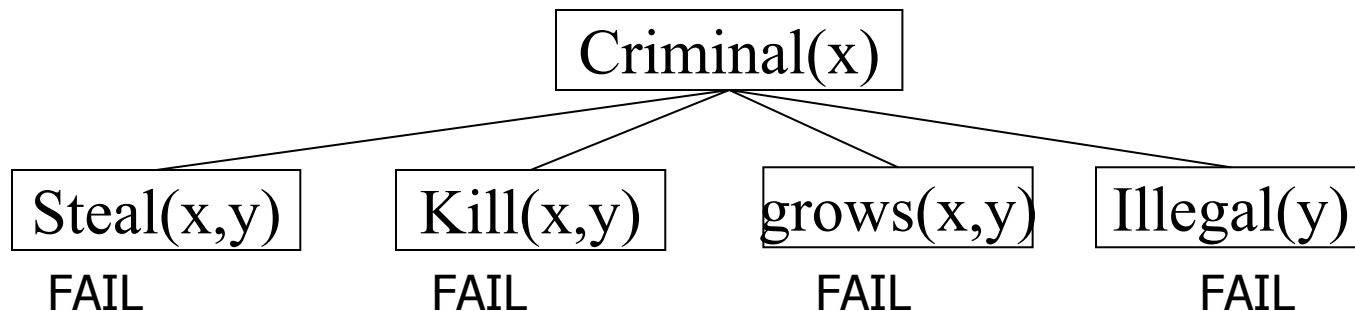 Criminal(x)
Steal(x,y) Kill(x,y) grows(x,y) Illegal(y)
FAIL FAIL FAIL FAIL